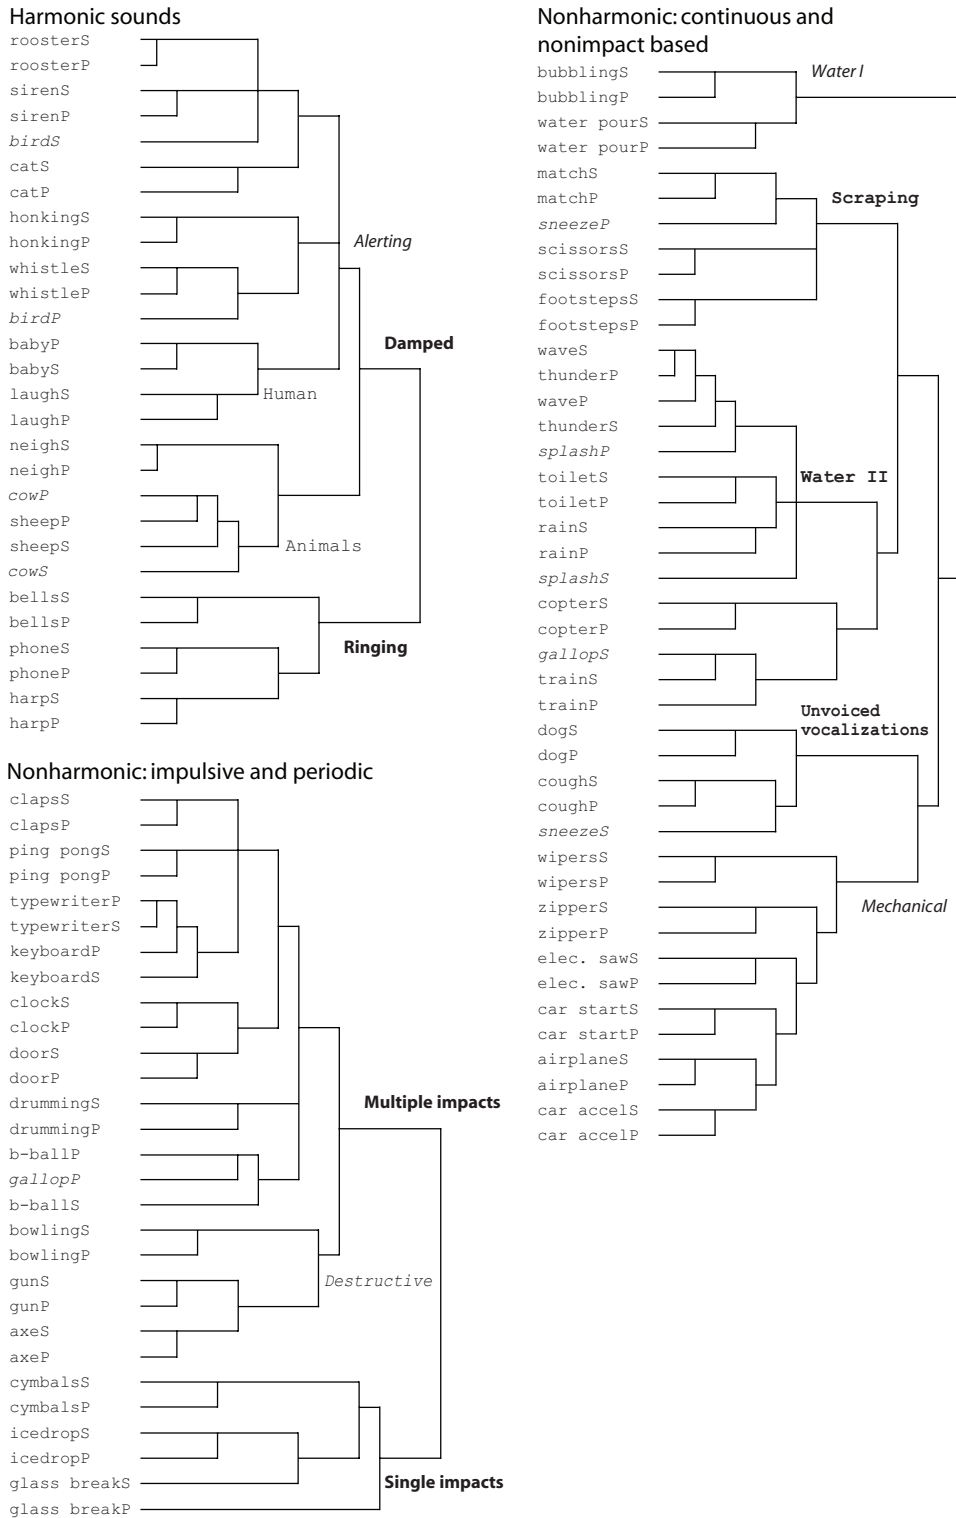 Harmonic sounds
roosterS
roosterP
sirenS
sirenP
birdS
catS
catP
honkingS
honkingP
Alerting
whistleS
whistleP
birdP
babyP
Damped
babyS
laughS
Human
laughP
neighS
neighP
cowP
sheepP
sheepS
Animals
cowS
bellsS
bellsP
phoneS
Ringing
phoneP
harpS
harpP
Nonharmonic: impulsive and periodic
clapsS
clapsP
ping pongS
ping pongP
typewriterP
typewriterS
keyboardP
keyboardS
clockS
clockP
doorS
doorP
drummingS
Multiple impacts
drummingP
b-ballP
gallopP
b-ballS
bowlingS
bowlingP
gunS
Destructive
gunP
axeS
axeP
cymbalsS
cymbalsP
icedropS
icedropP
glass breakS
Single impacts
glass breakP
Nonharmonic: continuous and
nonimpact based
bubblingS
Water I
bubblingP
water pourS
water pourP
matchS
matchP
Scraping
sneezeP
scissorsS
scissorsP
footstepsS
footstepsP
waveS
thunderP
waveP
thunderS
splashP
toiletS
Water II
toiletP
rainS
rainP
splashS
copterS
copterP
gallopS
trainS
trainP
Unvoiced
vocalizations
dogS
dogP
coughS
coughP
sneezeS
wipersS
wipersP
zipperS
Mechanical
zipperP
elec. sawS
elec. sawP
car startS
car startP
airplaneS
airplaneP
car accelS
car accelP